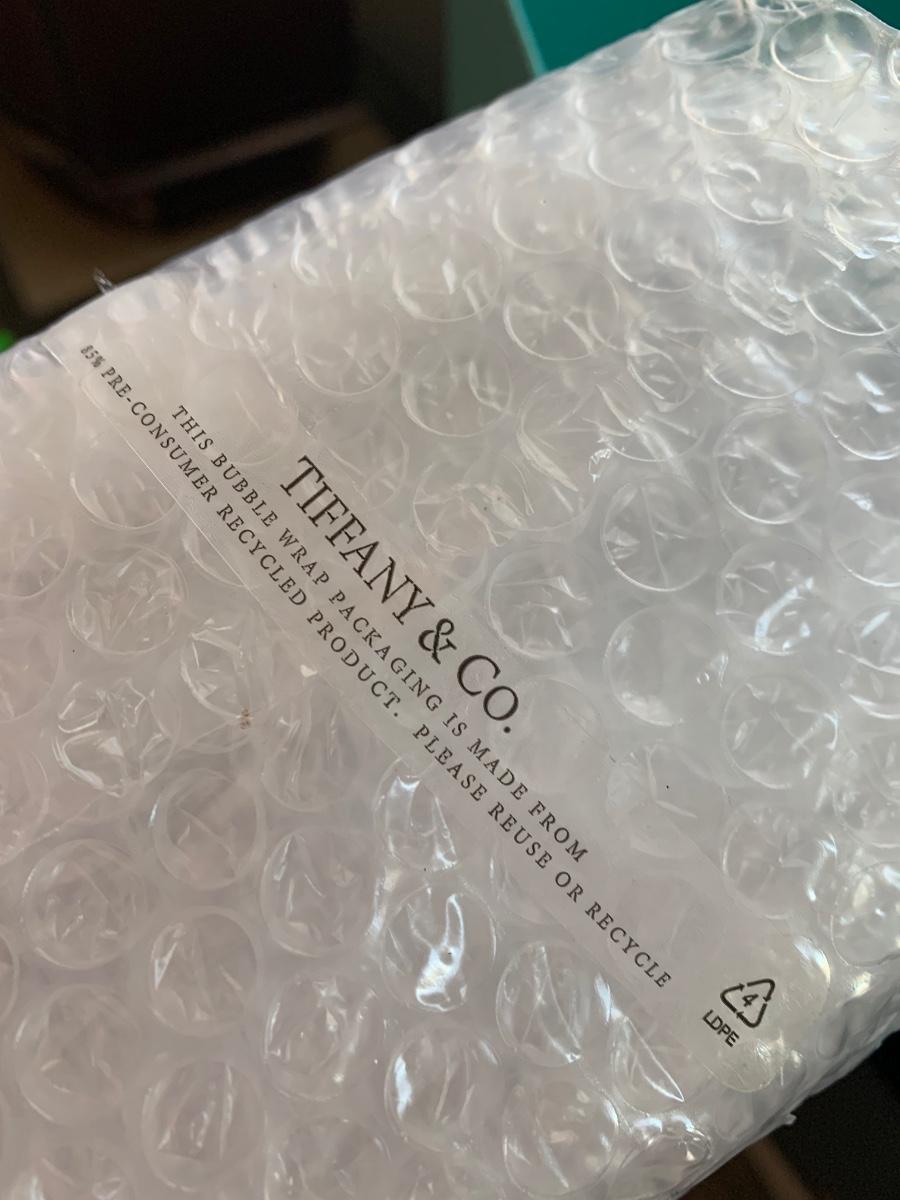 TIFFANY & CO.
THIS BUBBLE WRAP PACKAGING IS MADE FROM
85% PRE-CONSUMER RECYCLED PRODUCT. PLEASE REUSE OR RECYCLE
4
LDPE